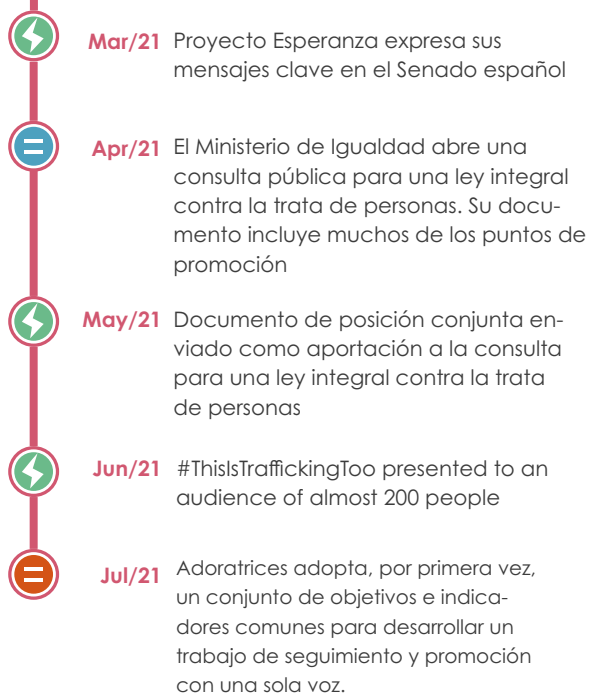 Mar/21 Proyecto Esperanza expresa sus
mensajes clave en el Senado español
Apr/21 El Ministerio de Igualdad abre una
consulta pública para una ley integral
contra la trata de personas. Su docu-
mento incluye muchos de los puntos de
promoción
May/21 Documento de posición conjunta en-
viado como aportación a la consulta
para una ley integral contra la trata
de personas
Jun/21 #ThisIsTraffickingToo presented to an
audience of almost 200 people
Jul/21 Adoratrices adopta, por primera vez,
un conjunto de objetivos e indica-
dores comunes para desarrollar un
trabajo de seguimiento y promoción
con una sola voz.